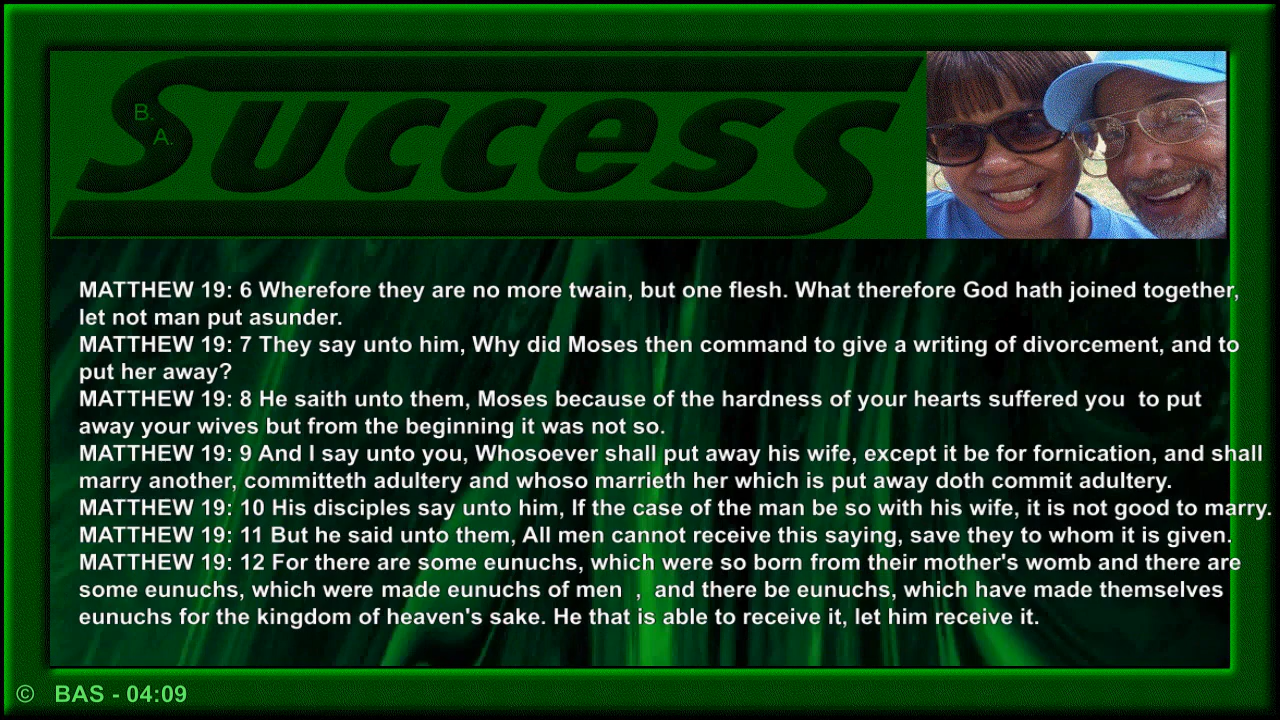 Success
B.
A.
MATTHEW 19: 6 Wherefore they are no more twain, but one flesh. What therefore God hath joined together,
let not man put asunder.
MATTHEW 19: 7 They say unto him, Why did Moses then command to give a writing of divorcement, and to
put her away?
MATTHEW 19: 8 He saith unto them, Moses because of the hardness of your hearts suffered you  to put
away your wives but from the beginning it was not so.
MATTHEW 19: 9 And I say unto you, Whosoever shall put away his wife, except it be for fornication, and shall
marry another, committeth adultery and whoso marrieth her which is put away doth commit adultery.
MATTHEW 19: 10 His disciples say unto him, If the case of the man be so with his wife, it is not good to marry.
MATTHEW 19: 11 But he said unto them, All men cannot receive this saying, save they to whom it is given.
MATTHEW 19: 12 For there are some eunuchs, which were so born from their mother's womb and there are
some eunuchs, which were made eunuchs of men  ,  and there be eunuchs, which have made themselves
eunuchs for the kingdom of heaven's sake. He that is able to receive it, let him receive it.
© BAS - 04:09